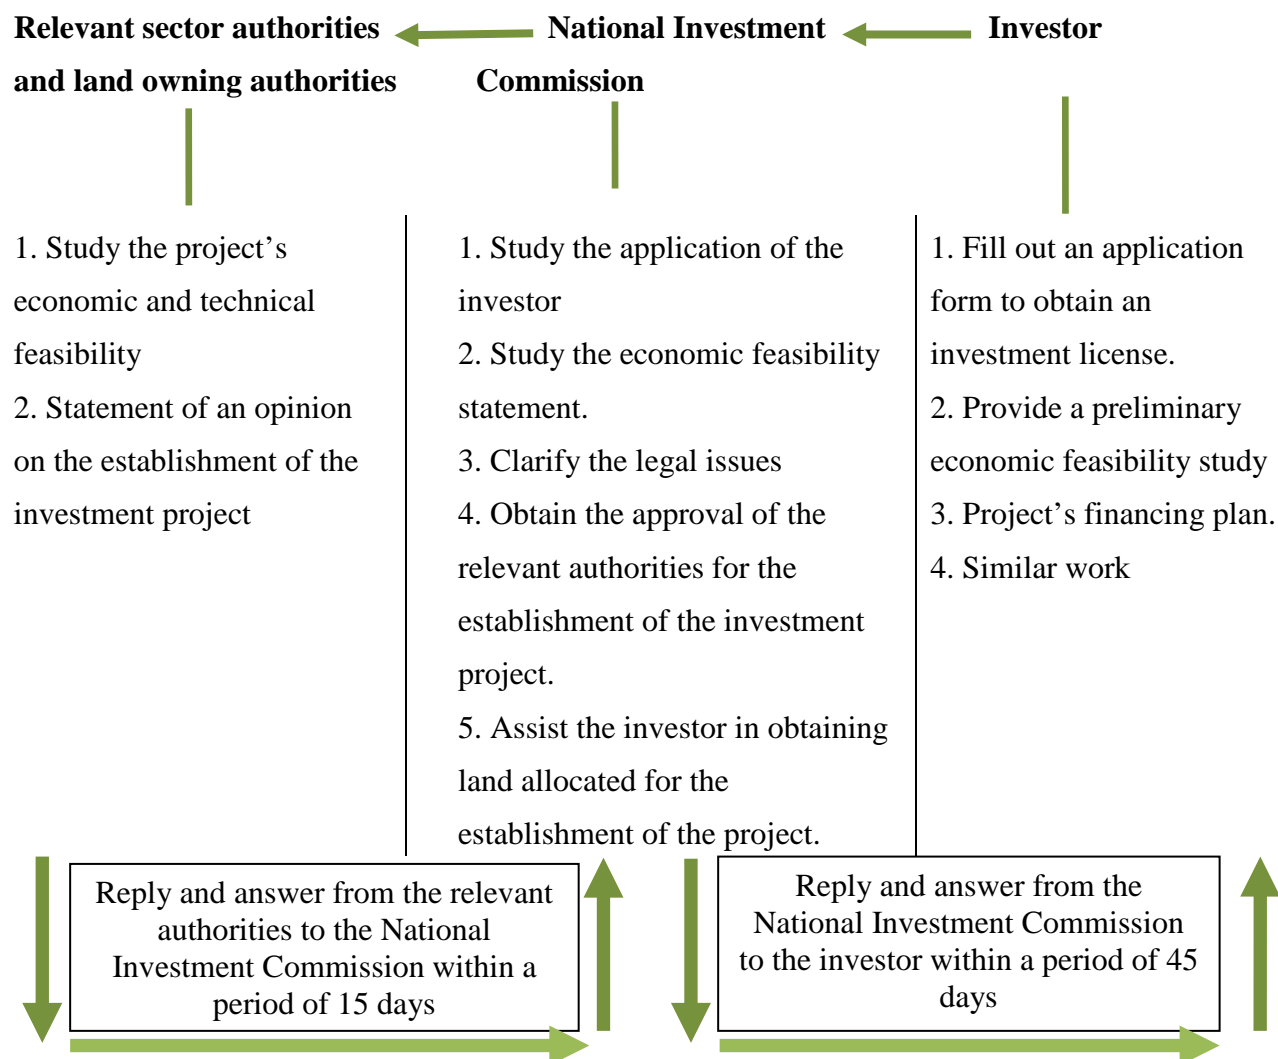 Relevant sector authorities
and land owning authorities
National Investment
Commission
Investor
1. Study the project’s
economic and technical
feasibility
2. Statement of an opinion
on the establishment of the
investment project
1. Study the application of the
investor
2. Study the economic feasibility
statement.
3. Clarify the legal issues
4. Obtain the approval of the
relevant authorities for the
establishment of the investment
project.
5. Assist the investor in obtaining
land allocated for the
establishment of the project.
1. Fill out an application
form to obtain an
investment license.
2. Provide a preliminary
economic feasibility study
3. Project’s financing plan.
4. Similar work
Reply and answer from the relevant
authorities to the National
Investment Commission within a
period of 15 days
Reply and answer from the
National Investment Commission
to the investor within a period of 45
days